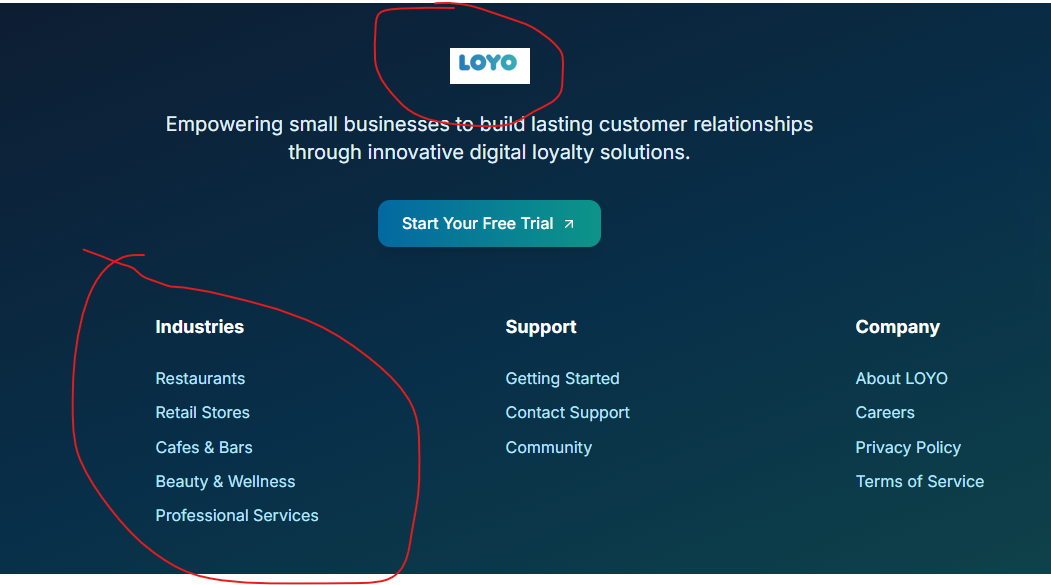 LOYO
Empowering small businesses to build lasting customer relationships
through innovative digital loyalty solutions.
Start Your Free Trial
Industries
Restaurants
Retail Stores
Cafes & Bars
Beauty & Wellness
Professional Services
Support
Getting Started
Contact Support
Community
Company
About LOYO
Careers
Privacy Policy
Terms of Service